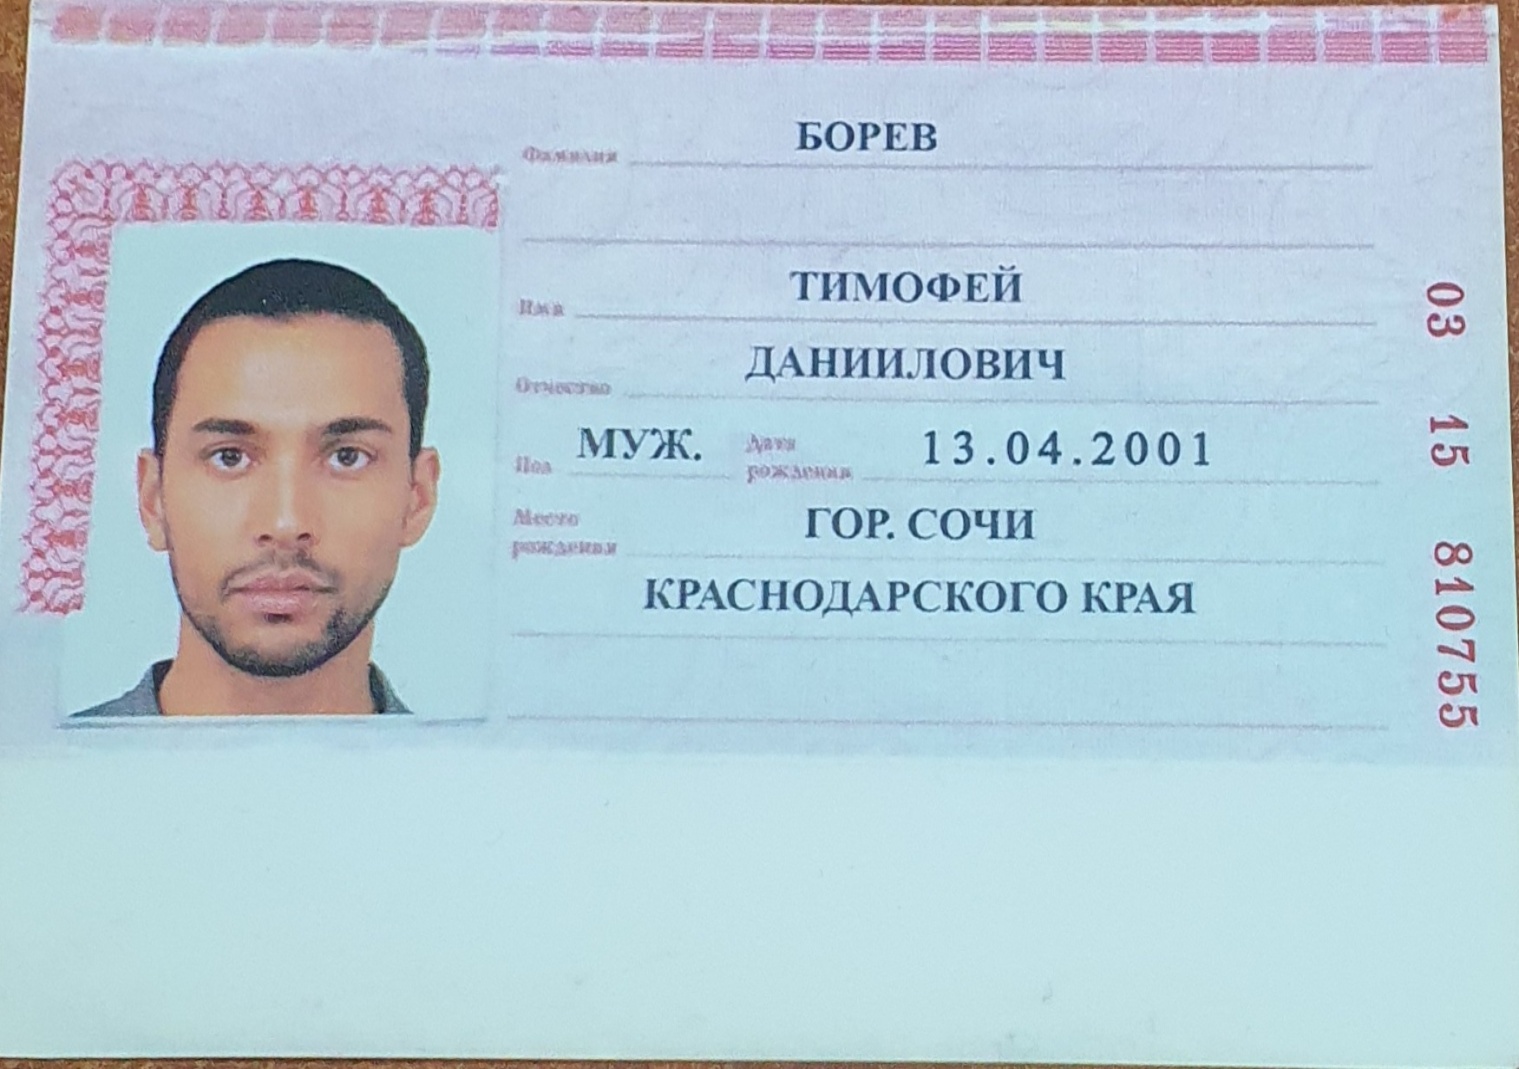 Фамилия БОРЕВ
Имя ТИМОФЕЙ
Отчество ДАНИИЛОВИЧ
Пол МУЖ. Дата рождения 13.04.2001
Место рождения ГОР. СОЧИ
КРАСНОДАРСКОГО КРАЯ
03 15 810755